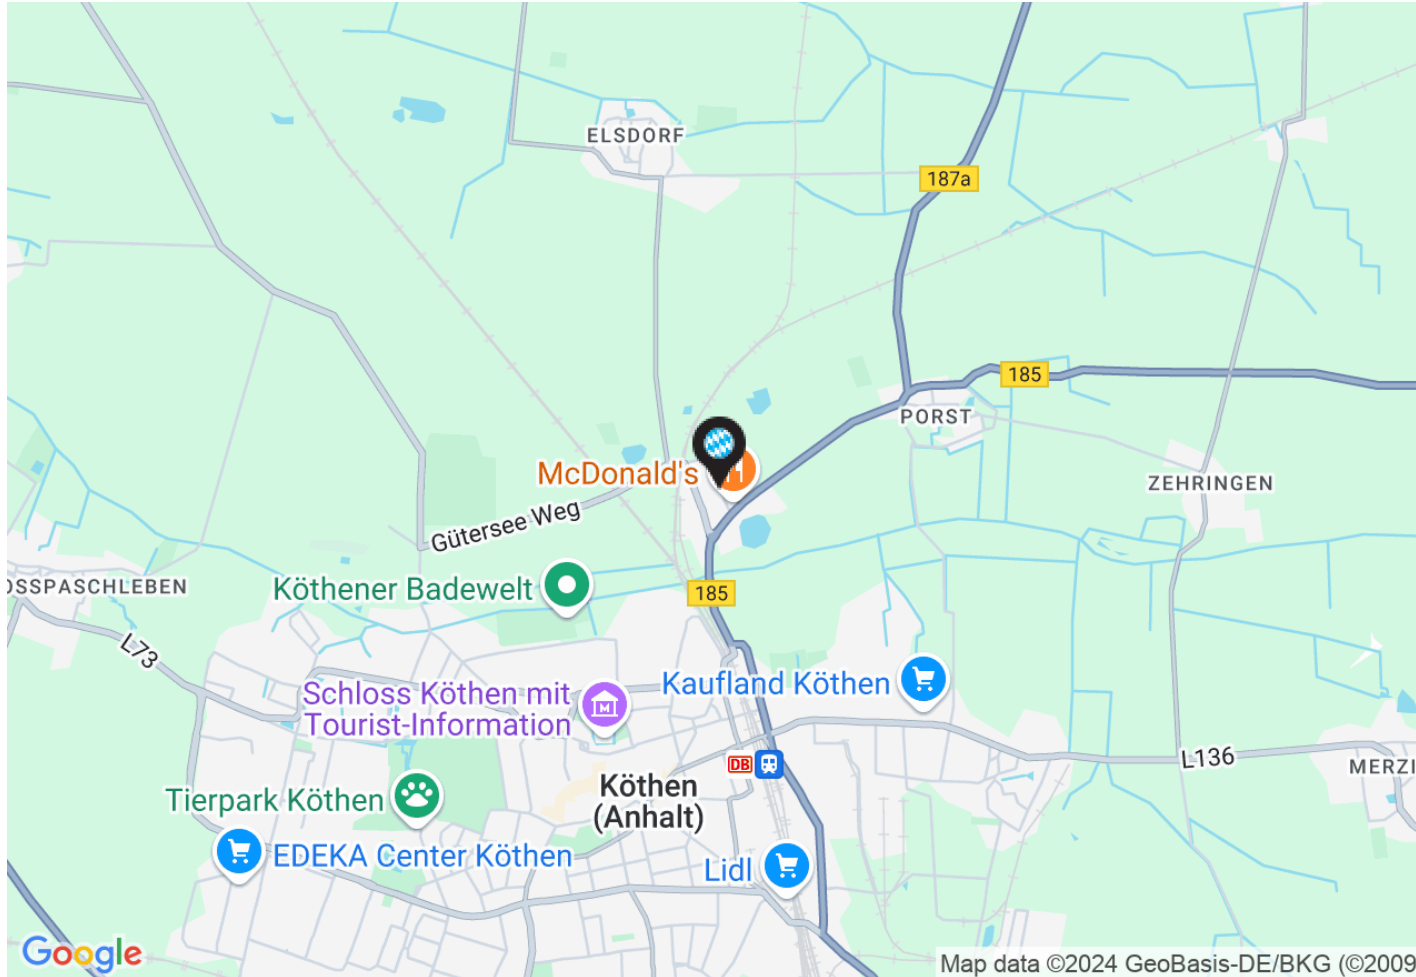 ELSDORF
187a
185
PORST
McDonald's
ZEHRINGEN
Gütersee Weg
OSSPASCHLEBEN
Köthener Badewelt
185
L73
Kaufland Köthen
Schloss Köthen mit
Tourist-Information
L136
DB
MERZI
Köthen
(Anhalt)
Tierpark Köthen
EDEKA Center Köthen
Lidl
Google
Map data ©2024 GeoBasis-DE/BKG (©2009